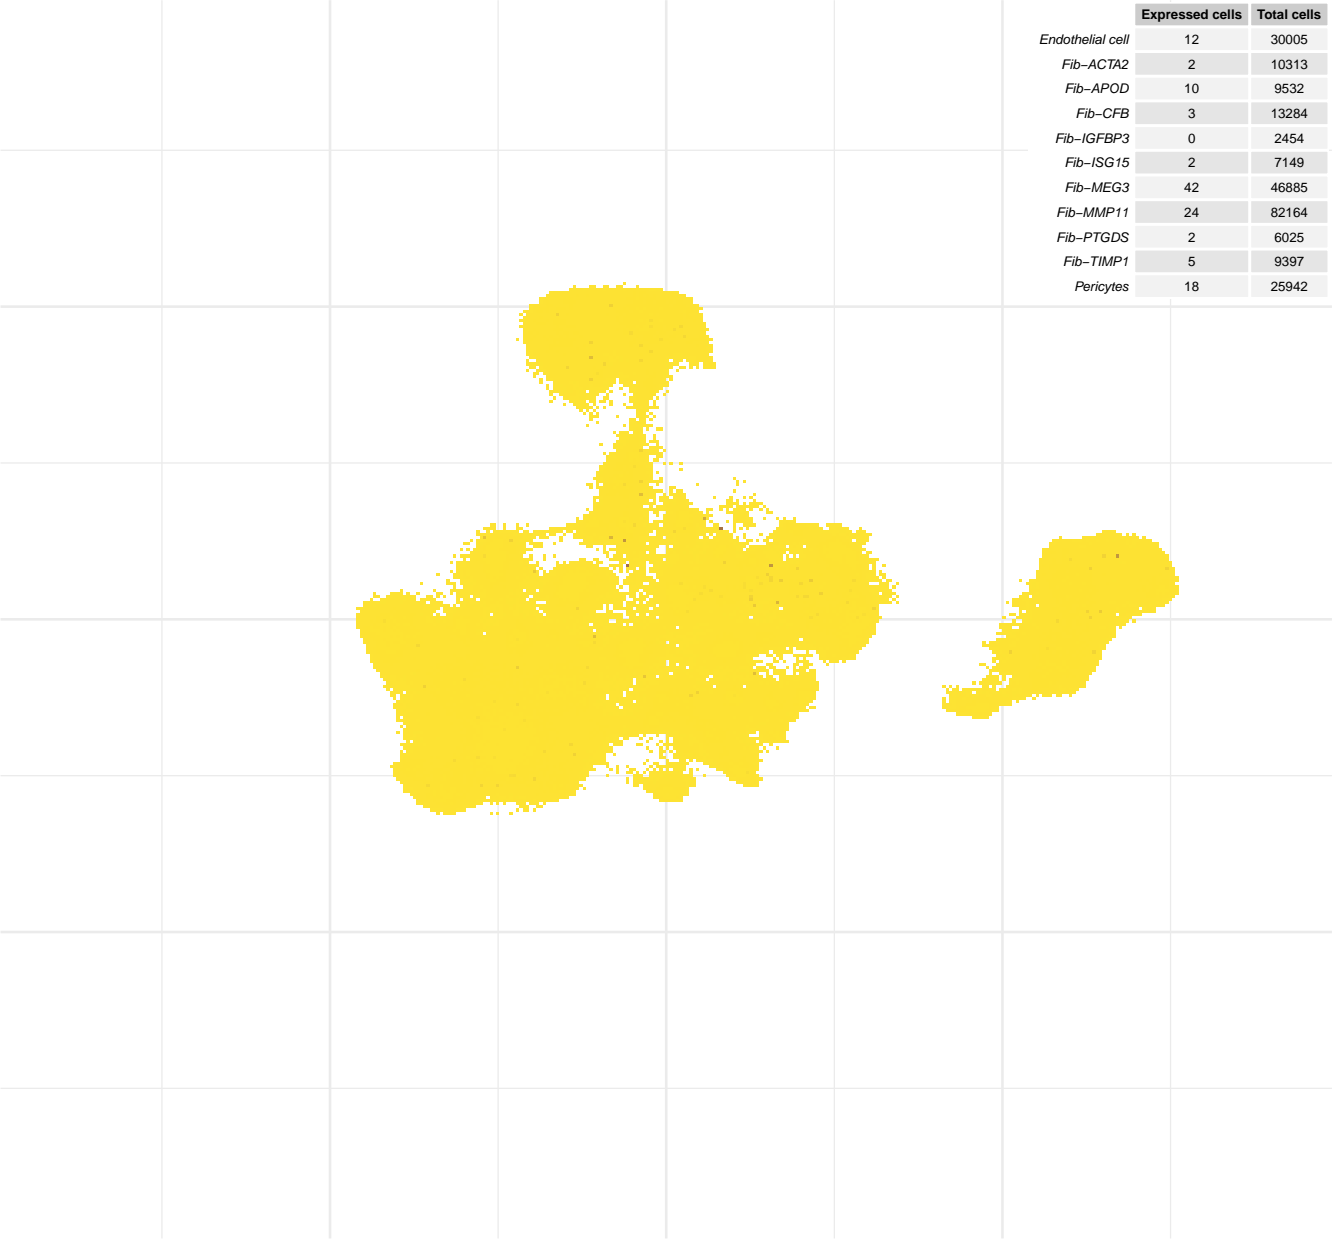 Expressed cells Total cells
Endothelial cell 12 30005
Fib−ACTA2 2 10313
Fib−APOD 10 9532
Fib−CFB 3 13284
Fib−IGFBP3 0 2454
Fib−ISG15 2 7149
Fib−MEG3 42 46885
Fib−MMP11 24 82164
Fib−PTGDS 2 6025
Fib−TIMP1 5 9397
Pericytes 18 25942